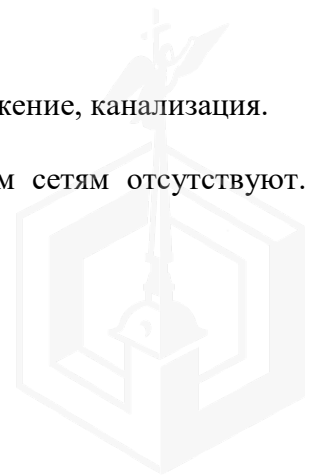 жение, канализация.
м сетям отсутствуют.